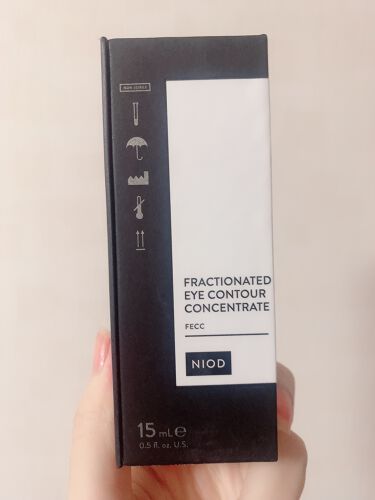 FRACTIONATED
EYE CONTOUR
CONCENTRATE
FECC
NIOD
15 mL ℮
0.5 fl. oz. U.S.